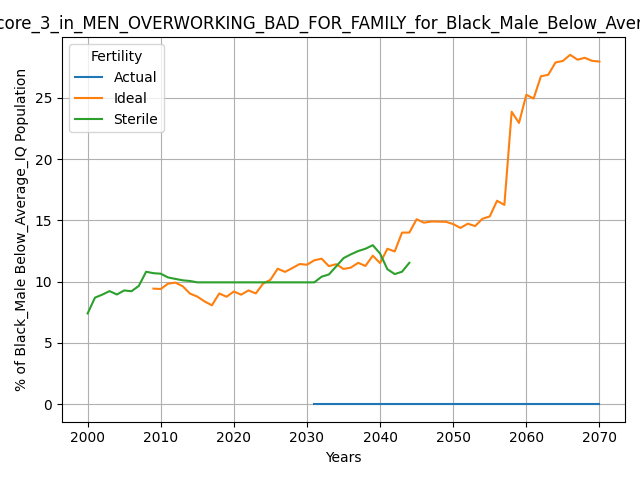 core_3_in_MEN_OVERWORKING_BAD_FOR_FAMILY_for_Black_Male_Below_Aver
Fertility
Actual
Ideal
Sterile
% of Black_Male Below_Average_IQ Population
25
20
15
10
5
0
2000 2010 2020 2030 2040 2050 2060 2070
Years